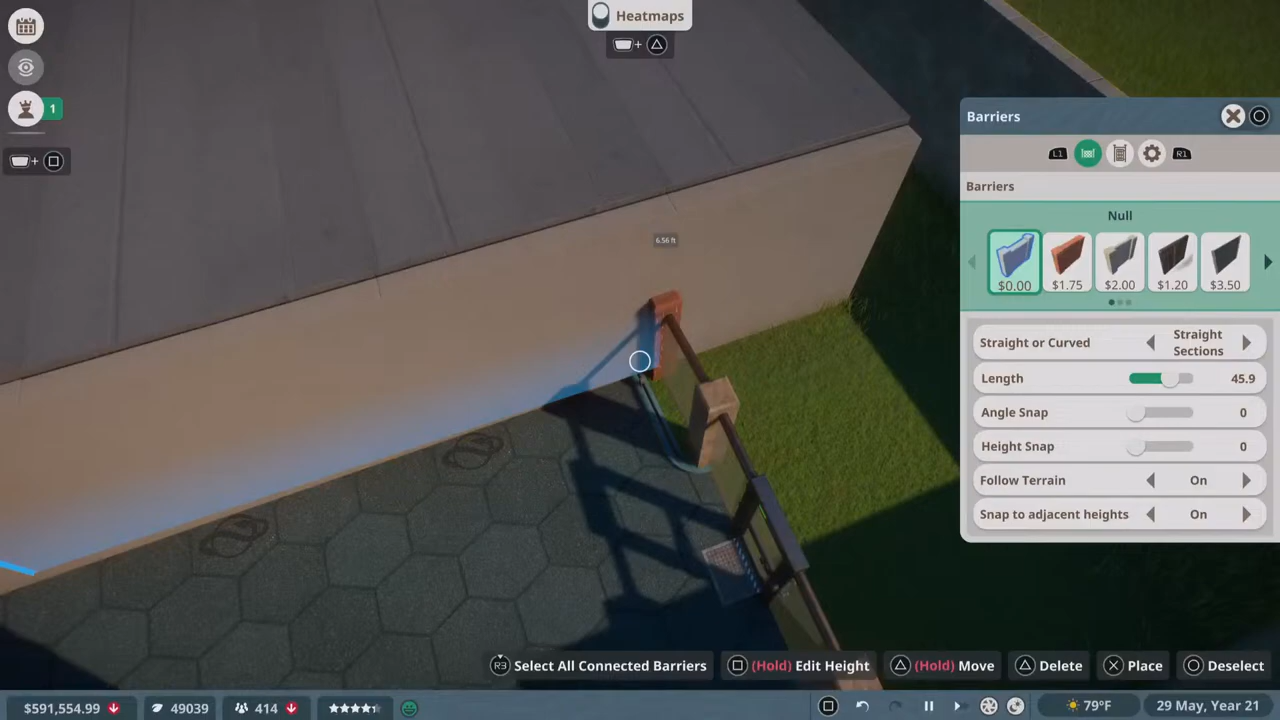 Heatmaps
+
1
+
6.56 ft
Barriers
L1
R1
Barriers
Null
$0.00
$1.75
$2.00
$1.20
$3.50
Straight or Curved
Straight
Sections
Length
45.9
Angle Snap
0
Height Snap
0
Follow Terrain
On
Snap to adjacent heights
On
R3 Select All Connected Barriers
(Hold) Edit Height
(Hold) Move
Delete
Place
Deselect
$591,554.99
49039
414
79°F
29 May, Year 21